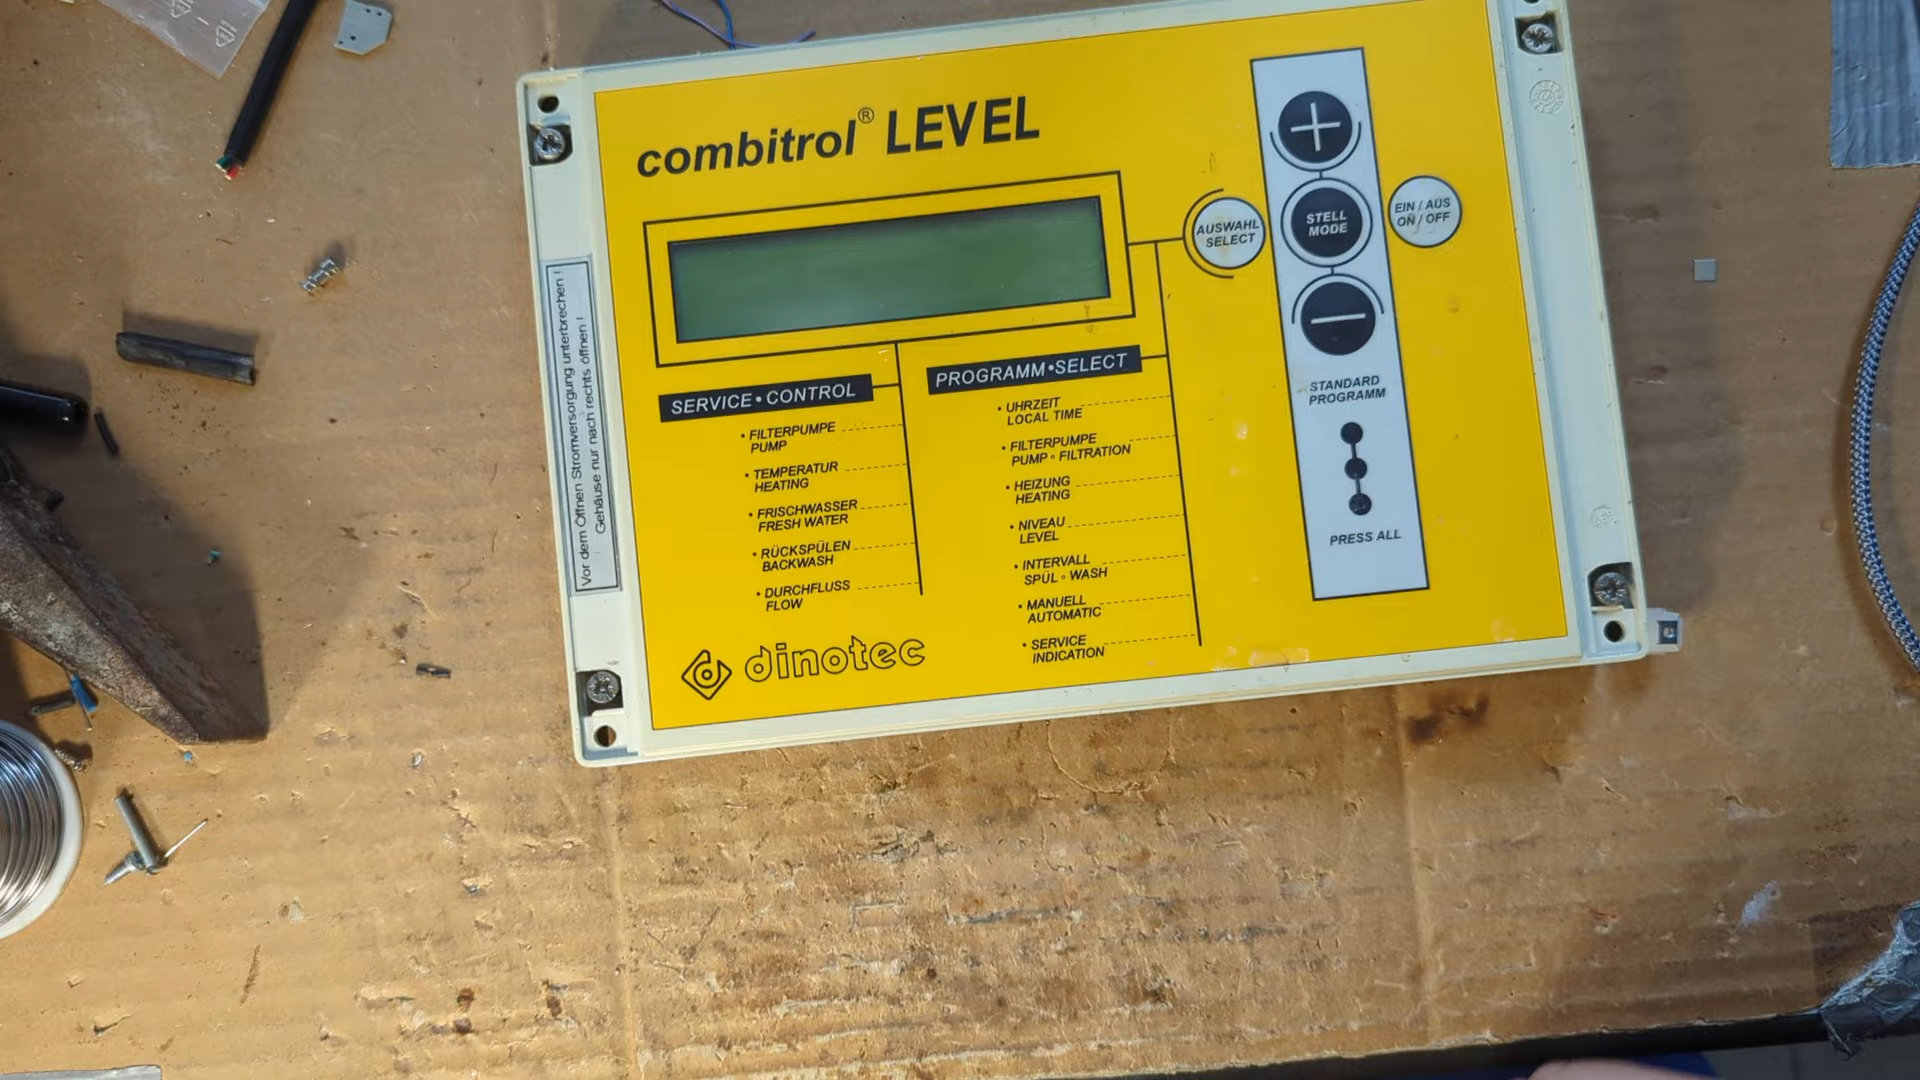 combitrol® LEVEL
Vor dem Öffnen Stromversorgung unterbrechen !
Gehäuse nur nach rechts öffnen !
SERVICE • CONTROL
• FILTERPUMPE
PUMP
• TEMPERATUR
HEATING
• FRISCHWASSER
FRESH WATER
• RÜCKSPÜLEN
BACKWASH
• DURCHFLUSS
FLOW
PROGRAMM • SELECT
• UHRZEIT
LOCAL TIME
• FILTERPUMPE
PUMP ∘ FILTRATION
• HEIZUNG
HEATING
• NIVEAU
LEVEL
• INTERVALL
SPÜL ∘ WASH
• MANUELL
AUTOMATIC
• SERVICE
INDICATION
AUSWAHL
SELECT
+
STELL
MODE
−
EIN / AUS
ON / OFF
STANDARD
PROGRAMM
PRESS ALL
dinotec